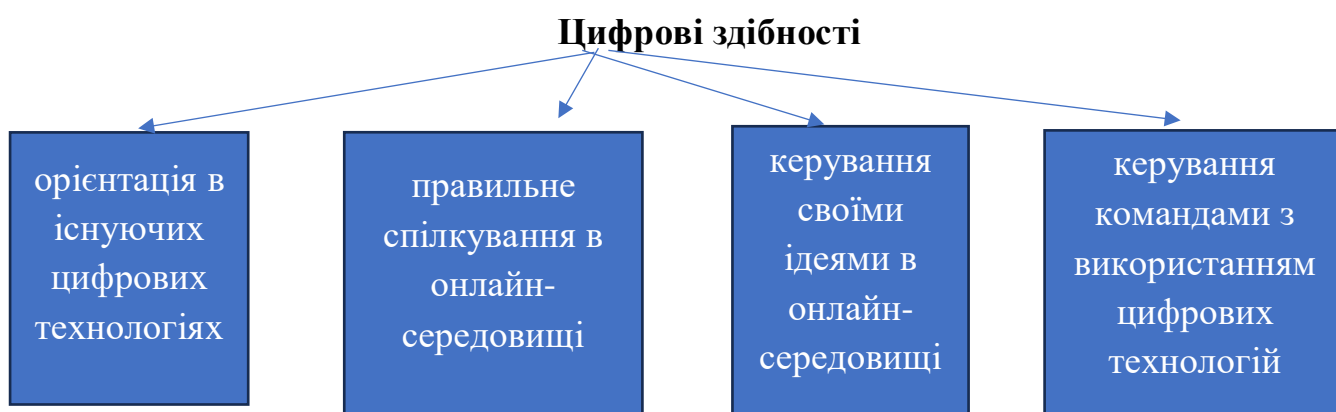 Цифрові здібності
орієнтація в
існуючих
цифрових
технологіях
правильне
спілкування в
онлайн-
середовищі
керування
своїми
ідеями в
онлайн-
середовищі
керування
командами з
використанням
цифрових
технологій